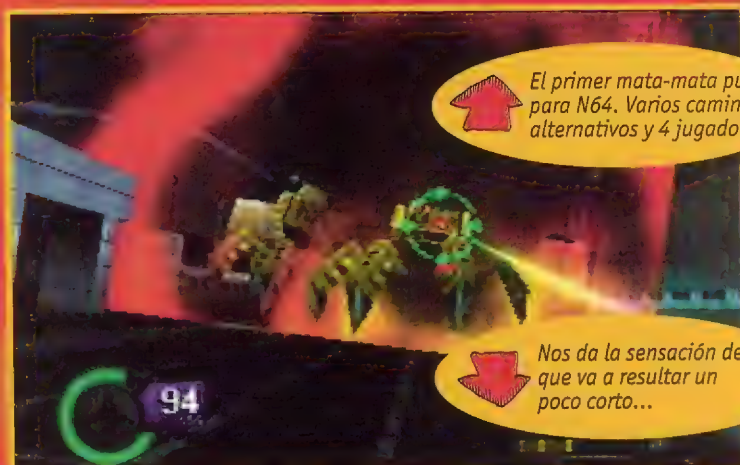 El primer mata-mata pu
para N64. Varios camin
alternativos y 4 jugado
94
Nos da la sensación de
que va a resultar un
poco corto...